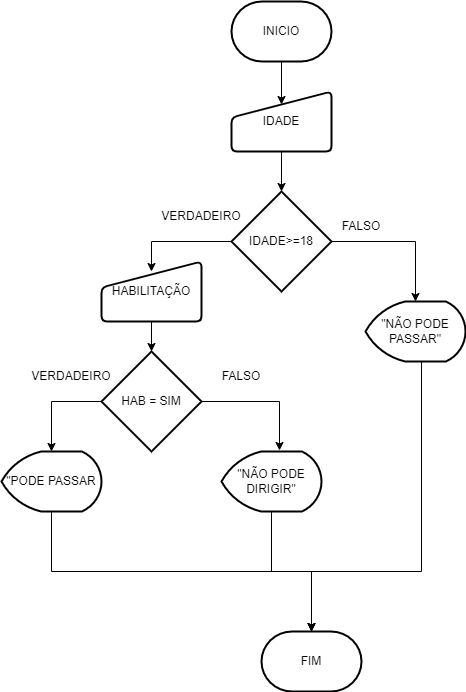 INICIO
IDADE
VERDADEIRO
IDADE>=18
FALSO
HABILITAÇÃO
"NÃO PODE
PASSAR"
VERDADEIRO
HAB = SIM
FALSO
"PODE PASSAR
"NÃO PODE
DIRIGIR"
FIM